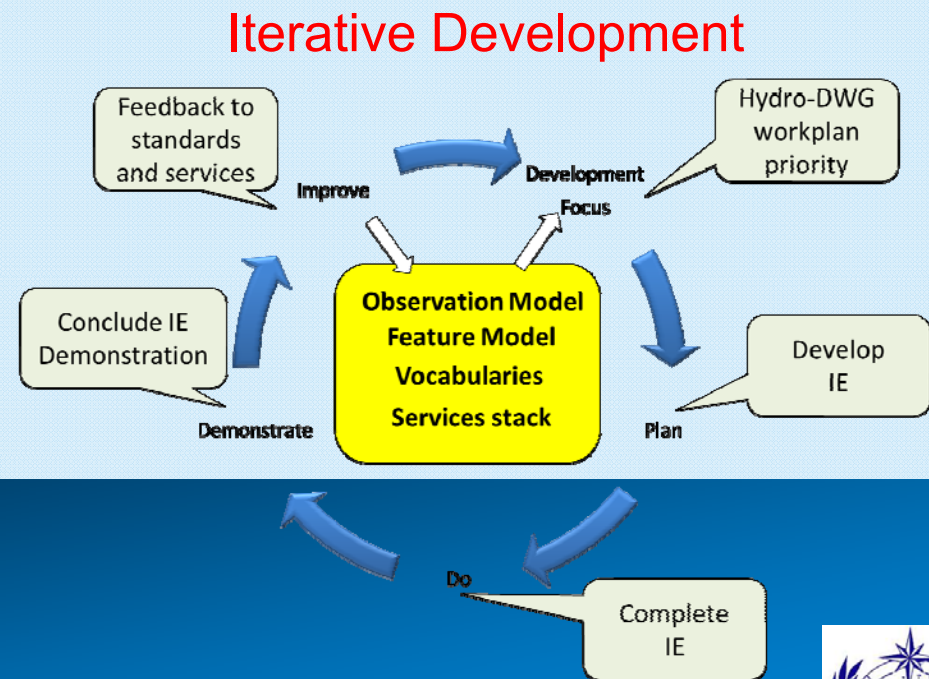 Iterative Development
Feedback to
standards
and services
Hydro-DWG
workplan
priority
Improve
Development
Focus
Observation Model
Feature Model
Vocabularies
Services stack
Conclude IE
Demonstration
Develop
IE
Demonstrate
Plan
Do
Complete
IE